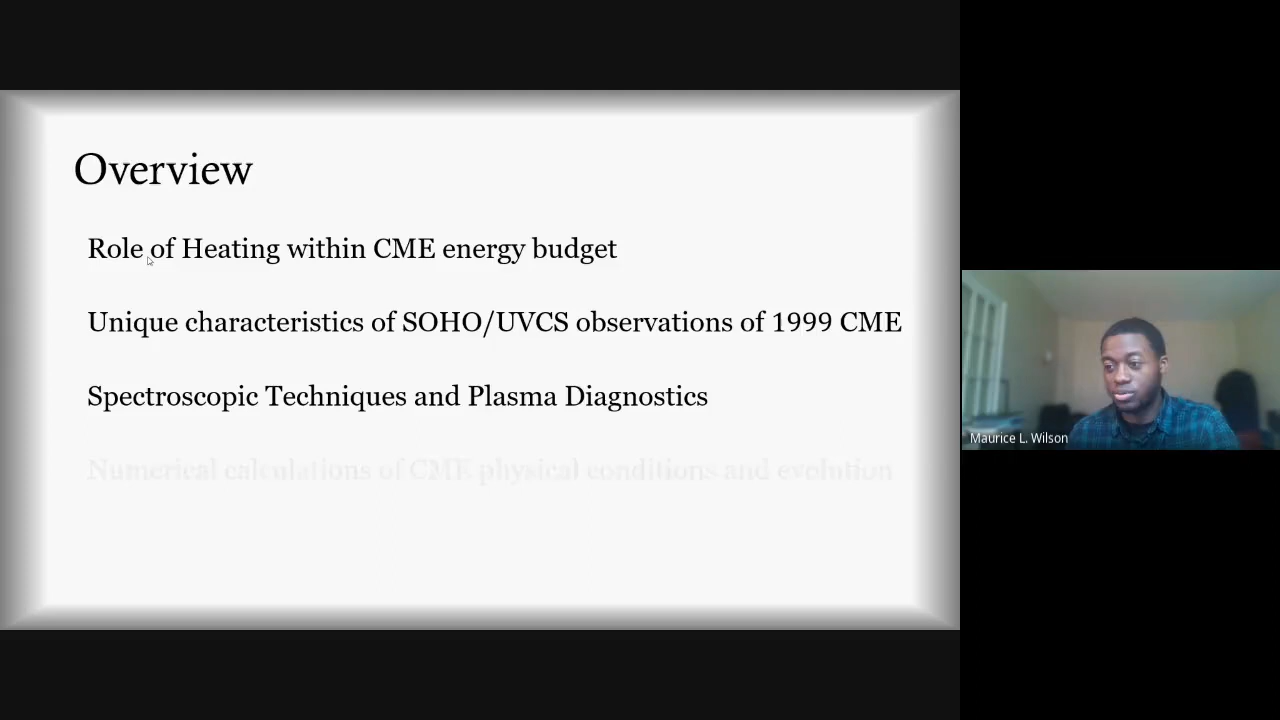 Overview
Role of Heating within CME energy budget
Unique characteristics of SOHO/UVCS observations of 1999 CME
Spectroscopic Techniques and Plasma Diagnostics
Numerical calculations of CME physical conditions and evolution
Maurice L. Wilson